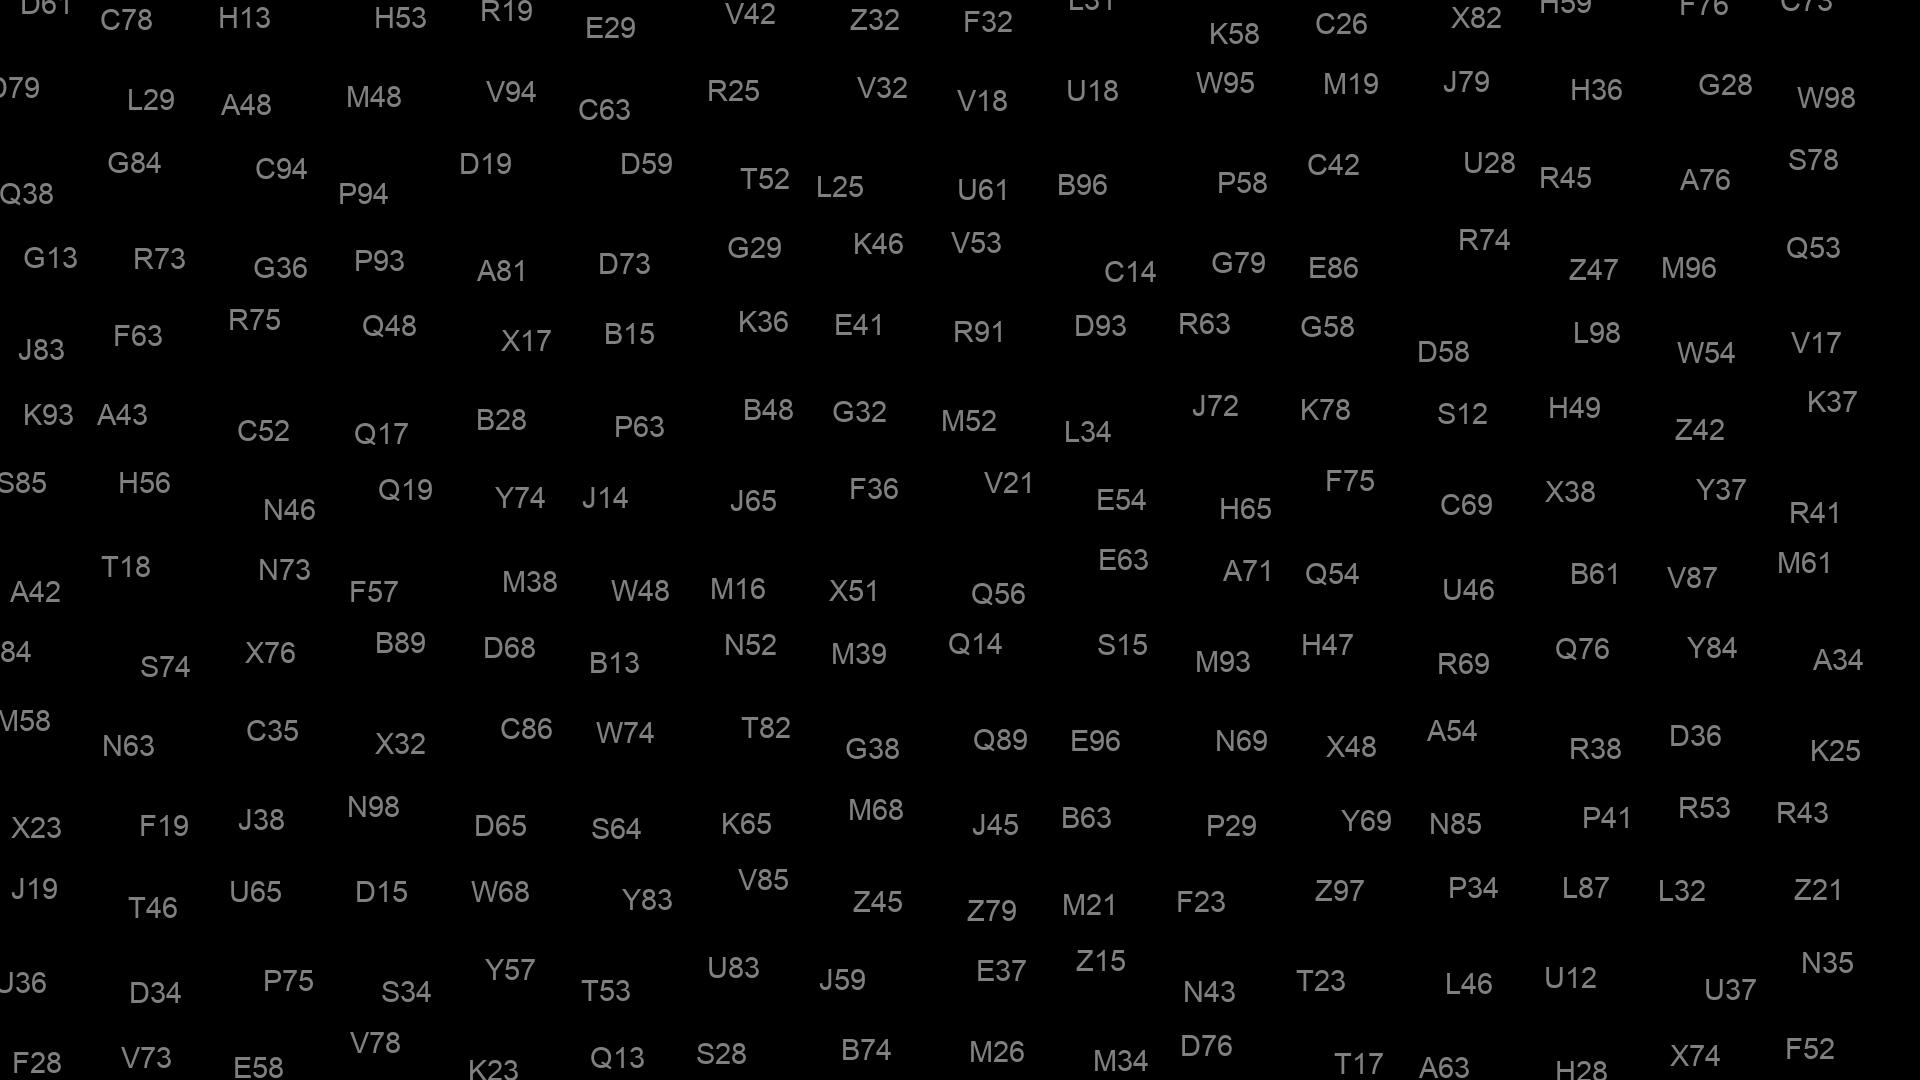 D61 C78 H13 H53 R19 E29 V42 Z32 F32 L31 K58 C26 X82 H59 F76 C73
D79 L29 A48 M48 V94 C63 R25 V32 V18 U18 W95 M19 J79 H36 G28 W98
Q38 G84 C94 P94 D19 D59 T52 L25 U61 B96 P58 C42 U28 R45 A76 S78
G13 R73 G36 P93 A81 D73 G29 K46 V53 C14 G79 E86 R74 Z47 M96 Q53
J83 F63 R75 Q48 X17 B15 K36 E41 R91 D93 R63 G58 D58 L98 W54 V17
K93 A43 C52 Q17 B28 P63 B48 G32 M52 L34 J72 K78 S12 H49 Z42 K37
S85 H56 N46 Q19 Y74 J14 J65 F36 V21 E54 H65 F75 C69 X38 Y37 R41
A42 T18 N73 F57 M38 W48 M16 X51 Q56 E63 A71 Q54 U46 B61 V87 M61
84 S74 X76 B89 D68 B13 N52 M39 Q14 S15 M93 H47 R69 Q76 Y84 A34
M58 N63 C35 X32 C86 W74 T82 G38 Q89 E96 N69 X48 A54 R38 D36 K25
X23 F19 J38 N98 D65 S64 K65 M68 J45 B63 P29 Y69 N85 P41 R53 R43
J19 T46 U65 D15 W68 Y83 V85 Z45 Z79 M21 F23 Z97 P34 L87 L32 Z21
U36 D34 P75 S34 Y57 T53 U83 J59 E37 Z15 N43 T23 L46 U12 U37 N35
F28 V73 E58 V78 K23 Q13 S28 B74 M26 M34 D76 T17 A63 H28 X74 F52